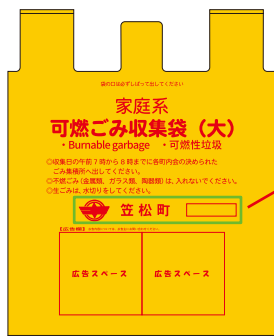 袋の口は必ずしばって出してください
家庭系
可燃ごみ収集袋（大）
・Burnable garbage ・可燃性垃圾
◎収集日の午前7時から8時までに各町内会の決められた
ごみ集積所へ出してください。
◎不燃ごみ（金属類、ガラス類、陶器類）は、入れないでください。
◎生ごみは、水切りをしてください。
笠松町
【広告欄】
広告スペース 広告スペース